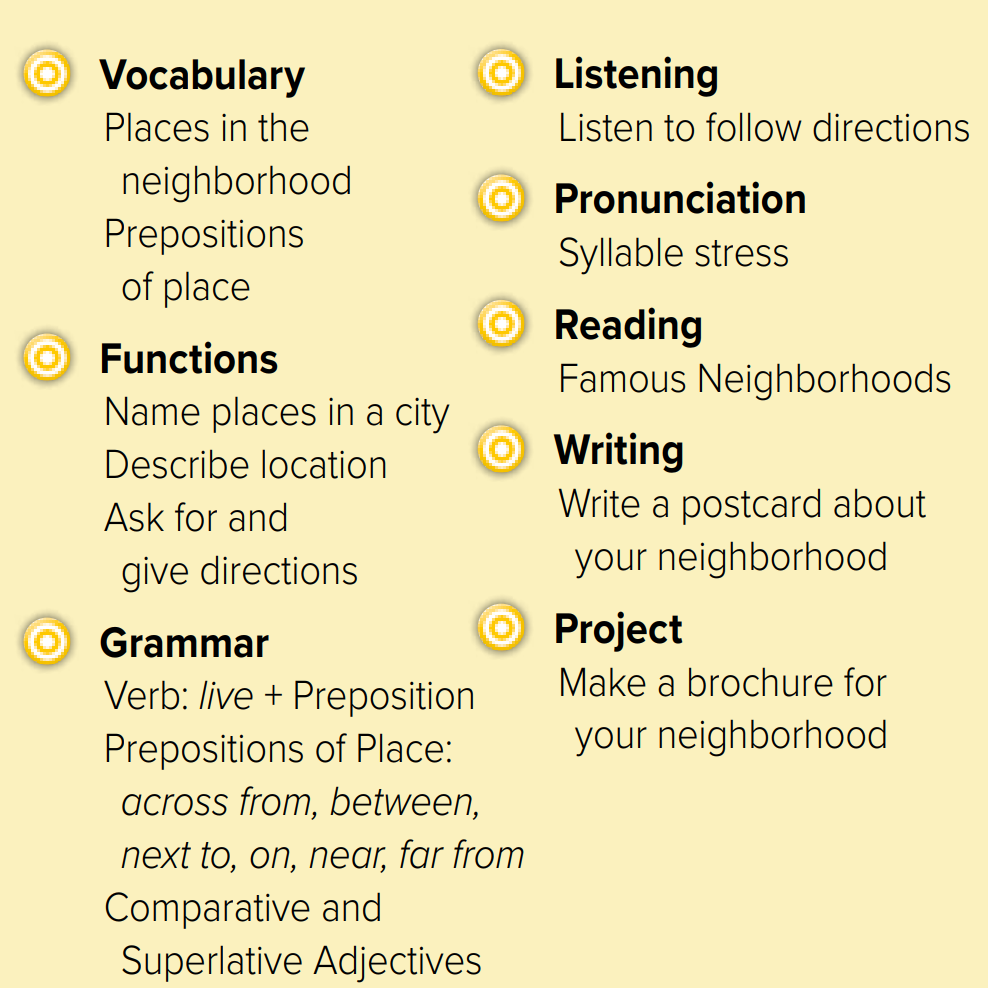 Vocabulary
Places in the
neighborhood
Prepositions
of place
Functions
Name places in a city
Describe location
Ask for and
give directions
Grammar
Verb: live + Preposition
Prepositions of Place:
across from, between,
next to, on, near, far from
Comparative and
Superlative Adjectives
Listening
Listen to follow directions
Pronunciation
Syllable stress
Reading
Famous Neighborhoods
Writing
Write a postcard about
your neighborhood
Project
Make a brochure for
your neighborhood